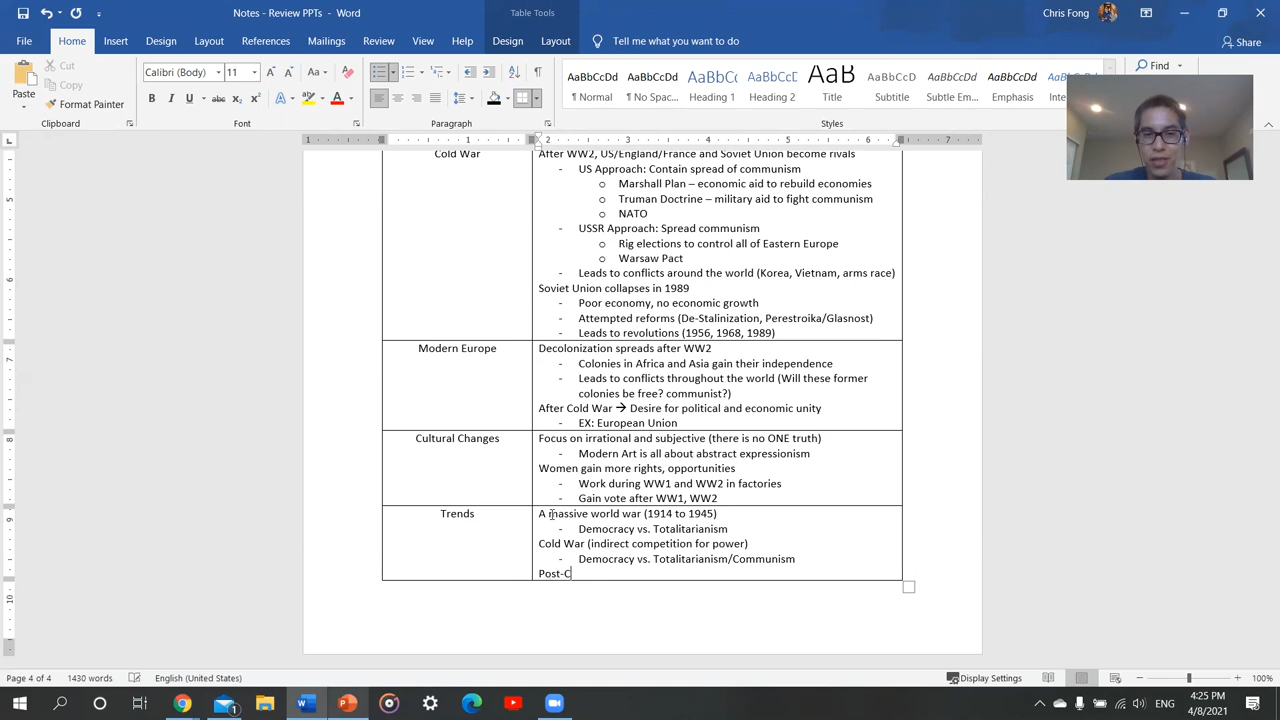 Notes - Review PPTs - Word
Table Tools
Chris Fong
File Home Insert Design Layout References Mailings Review View Help Design Layout Tell me what you want to do Share
Paste
Cut
Copy
Format Painter
Clipboard
Calibri (Body) 11
Font
Paragraph
AaBbCcDd AaBbCcDd AaBbCc AaBbCcD AaB AaBbCcD AaBbCcDd AaBbCcDd
¶ Normal ¶ No Spac... Heading 1 Heading 2 Title Subtitle Subtle Em... Emphasis
Styles
Find
1 2 3 4 5 6 7
Cold War
After WW2, US/England/France and Soviet Union become rivals
- US Approach: Contain spread of communism
o Marshall Plan – economic aid to rebuild economies
o Truman Doctrine – military aid to fight communism
o NATO
- USSR Approach: Spread communism
o Rig elections to control all of Eastern Europe
o Warsaw Pact
- Leads to conflicts around the world (Korea, Vietnam, arms race)
Soviet Union collapses in 1989
- Poor economy, no economic growth
- Attempted reforms (De-Stalinization, Perestroika/Glasnost)
- Leads to revolutions (1956, 1968, 1989)
Modern Europe
Decolonization spreads after WW2
- Colonies in Africa and Asia gain their independence
- Leads to conflicts throughout the world (Will these former
colonies be free? communist?)
After Cold War → Desire for political and economic unity
- EX: European Union
Cultural Changes
Focus on irrational and subjective (there is no ONE truth)
- Modern Art is all about abstract expressionism
Women gain more rights, opportunities
- Work during WW1 and WW2 in factories
- Gain vote after WW1, WW2
Trends
A massive world war (1914 to 1945)
- Democracy vs. Totalitarianism
Cold War (indirect competition for power)
- Democracy vs. Totalitarianism/Communism
Post-C
Page 4 of 4 1430 words English (United States) Display Settings 100%
ENG
4:25 PM
4/8/2021